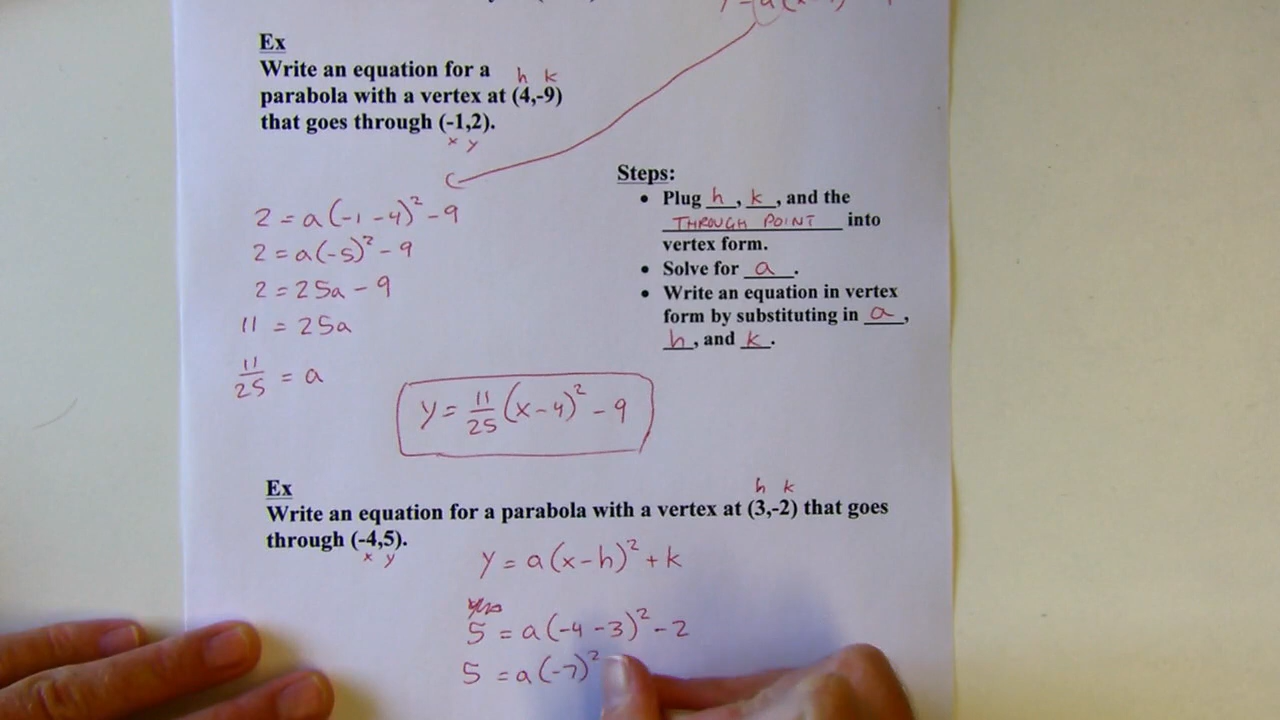 Ex
Write an equation for a
h k
parabola with a vertex at (4,-9)
that goes through (-1,2).
x y
2 = a(-1-4)² - 9
2 = a(-5)² - 9
2 = 25a - 9
11 = 25a
11/25 = a
y = 11/25 (x-4)² - 9
Steps:
• Plug h, k, and the
THROUGH POINT into
vertex form.
• Solve for a.
• Write an equation in vertex
form by substituting in a,
h, and k.
Ex
h k
Write an equation for a parabola with a vertex at (3,-2) that goes
through (-4,5).
x y
y = a(x-h)² + k
5 = a(-4-3)² - 2
5 = a(-7)²